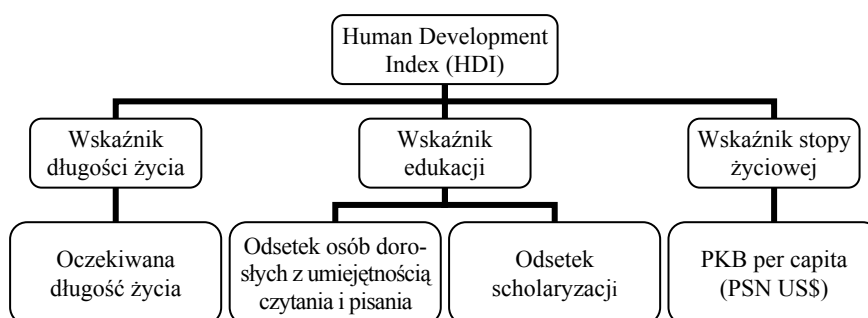 Human Development
Index (HDI)
Wskaźnik
długości życia
Wskaźnik
edukacji
Wskaźnik stopy
życiowej
Oczekiwana
długość życia
Odsetek osób doro-
słych z umiejętnością
czytania i pisania
Odsetek
scholaryzacji
PKB per capita
(PSN US$)